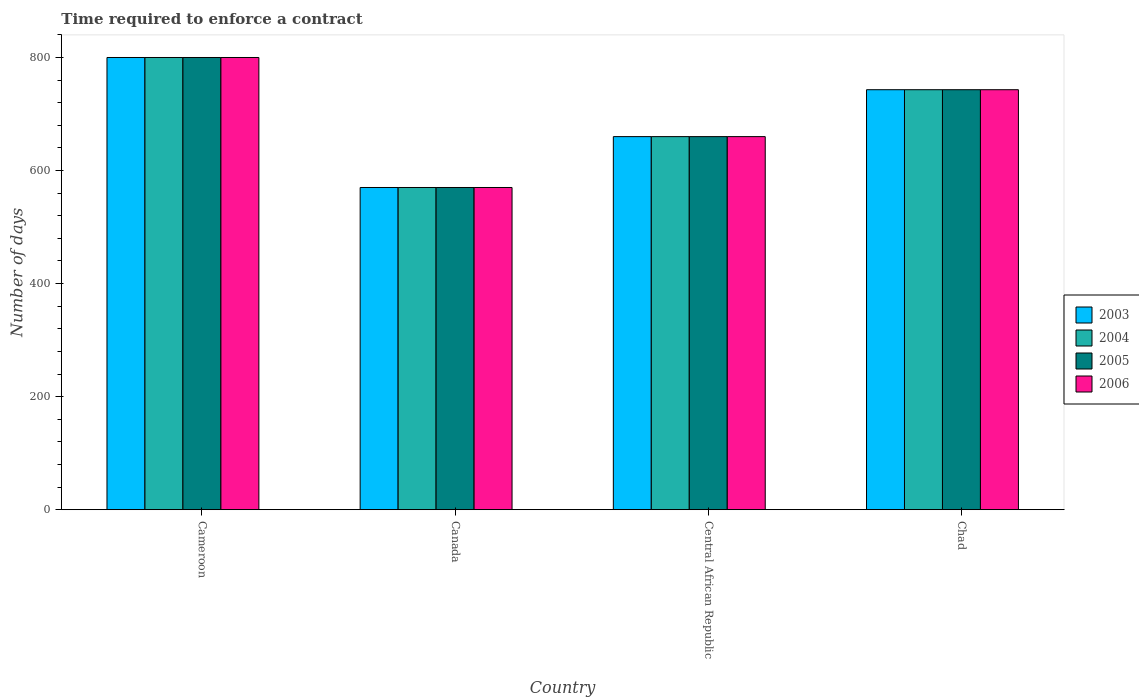 Time required to enforce a contract
Number of days
800
600
400
200
0
Cameroon
Canada
Central African Republic
Chad
Country
2003
2004
2005
2006